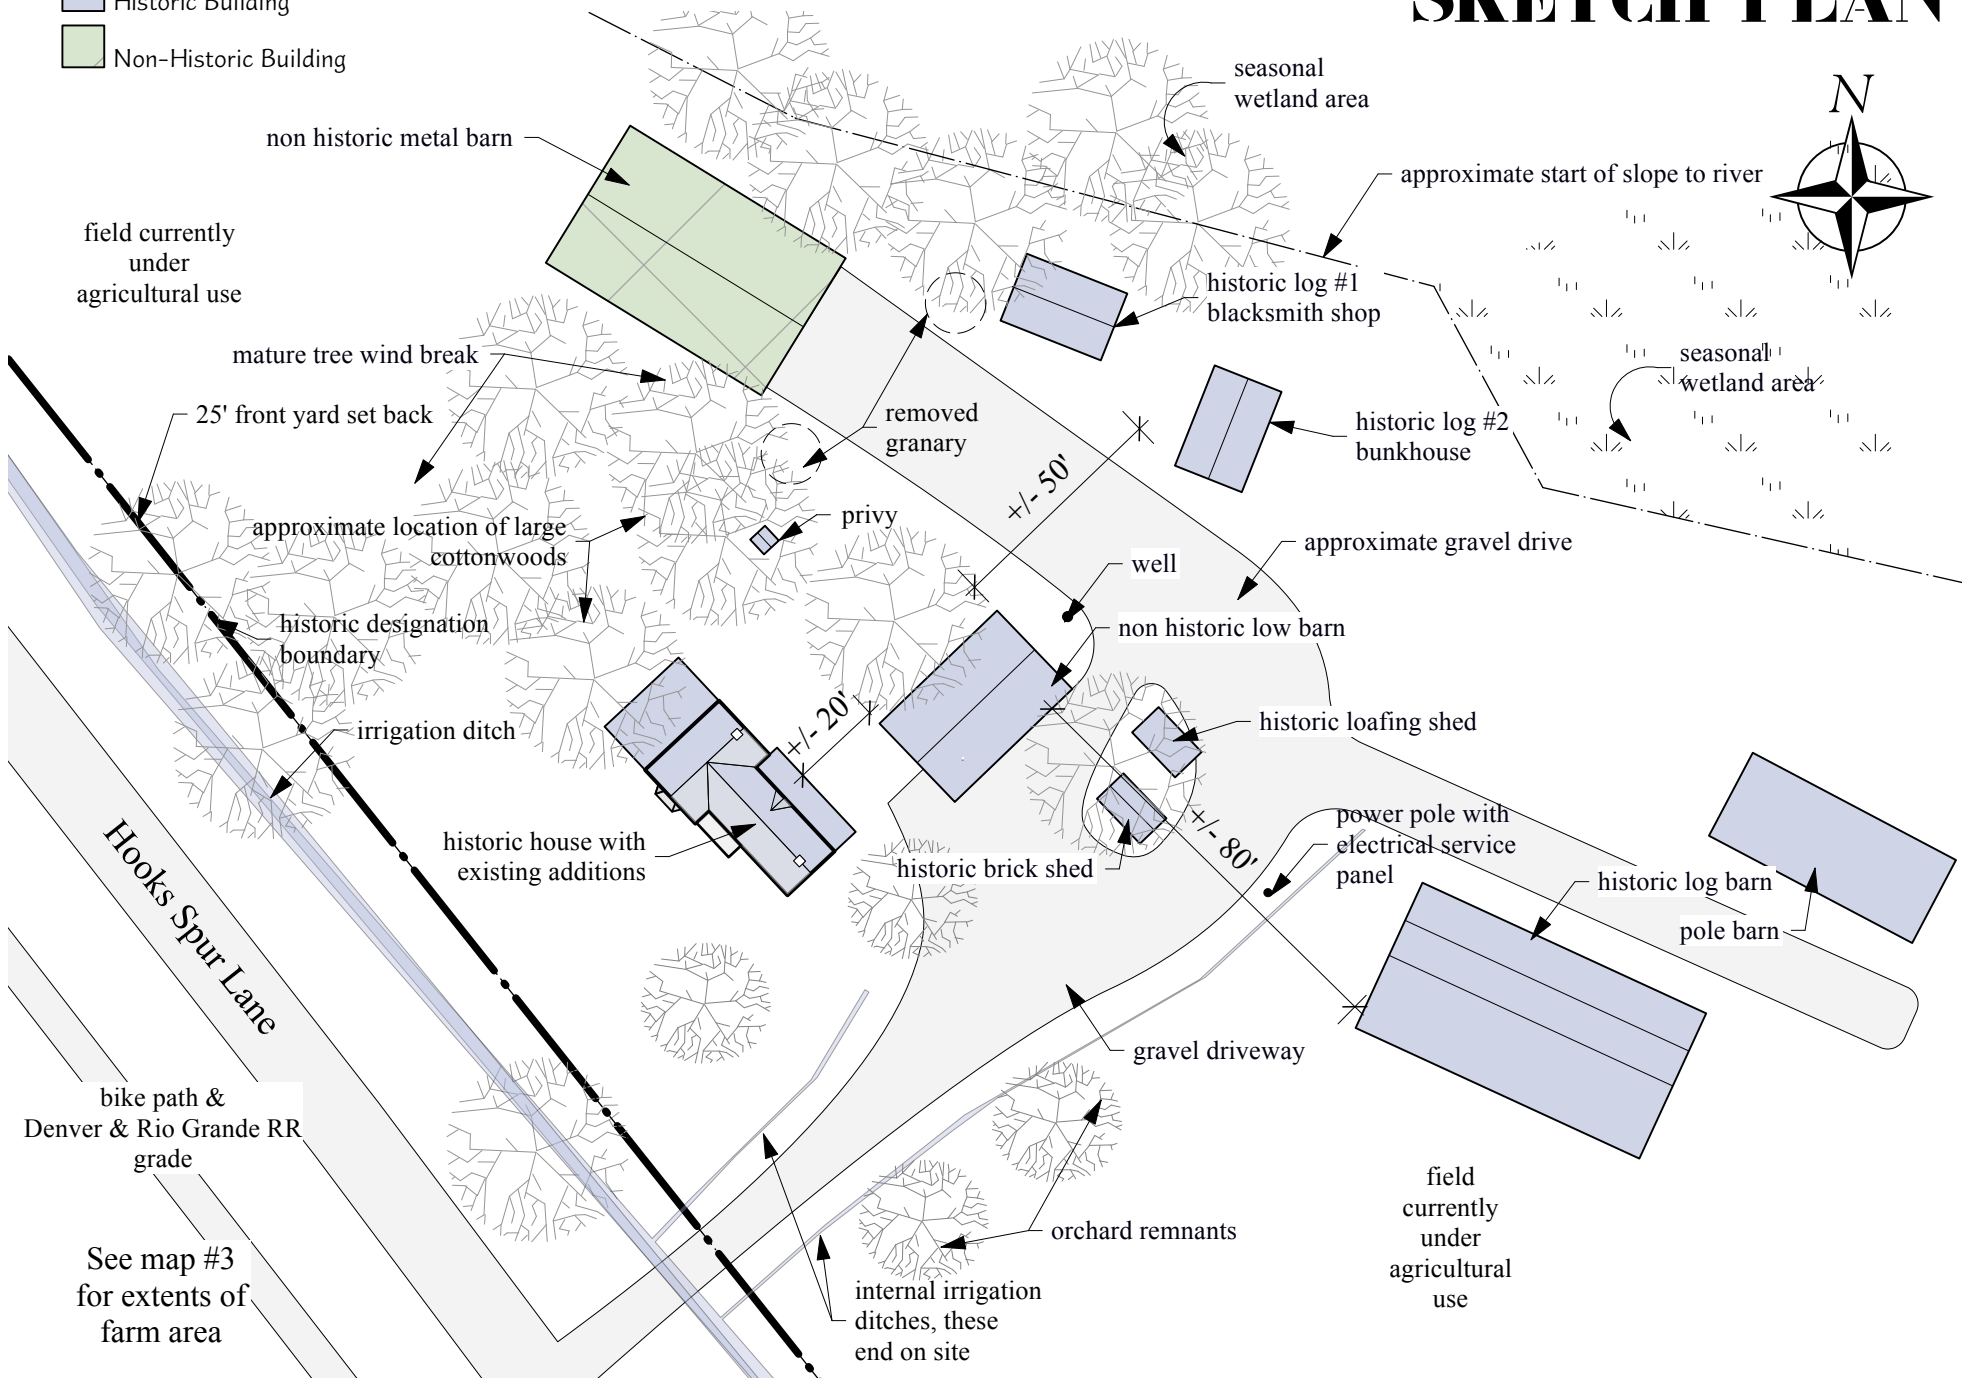 SKETCH PLAN
Historic Building
Non-Historic Building
N
seasonal
wetland area
non historic metal barn
approximate start of slope to river
field currently
under
agricultural use
historic log #1
blacksmith shop
mature tree wind break
seasonal
wetland area
25' front yard set back
removed
granary
historic log #2
bunkhouse
+/- 50'
approximate location of large
cottonwoods
privy
approximate gravel drive
well
historic designation
boundary
non historic low barn
irrigation ditch
+/- 20'
historic loafing shed
historic house with
existing additions
historic brick shed
+/- 80'
power pole with
electrical service
panel
historic log barn
pole barn
Hooks Spur Lane
gravel driveway
bike path &
Denver & Rio Grande RR
grade
orchard remnants
field
currently
under
agricultural
use
See map #3
for extents of
farm area
internal irrigation
ditches, these
end on site